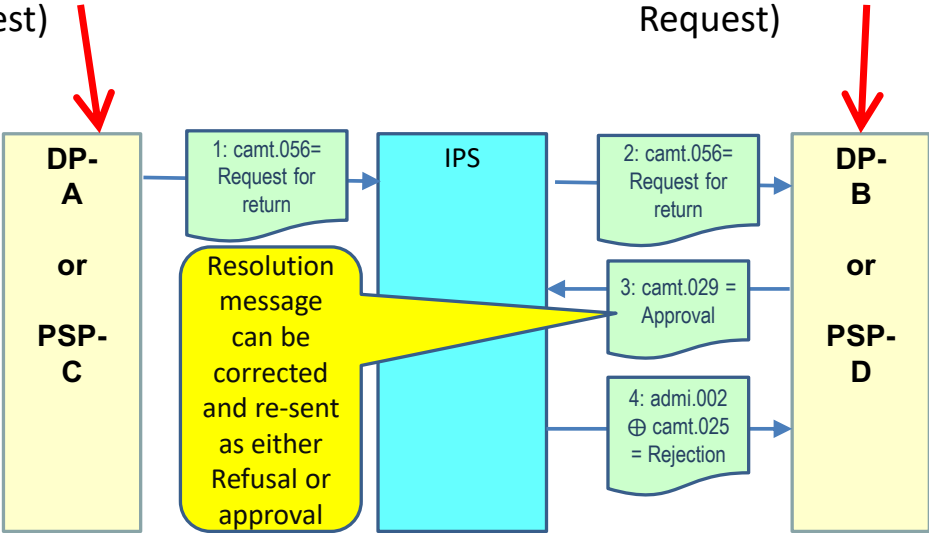 est)
Request)
DP-
A
or
PSP-
C
1: camt.056=
Request for
return
IPS
2: camt.056=
Request for
return
DP-
B
or
PSP-
D
Resolution
message
can be
corrected
and re-sent
as either
Refusal or
approval
3: camt.029 =
Approval
4: admi.002
⊕ camt.025
= Rejection